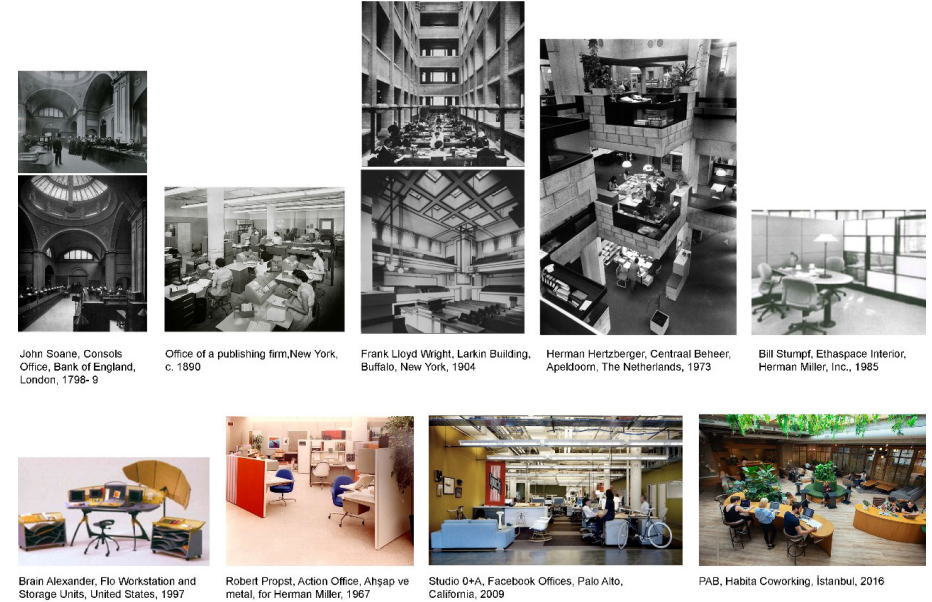 John Soane, Consols
Office, Bank of England,
London, 1798- 9
Office of a publishing firm,New York,
c. 1890
Frank Lloyd Wright, Larkin Building,
Buffalo, New York, 1904
Herman Hertzberger, Centraal Beheer,
Apeldoorn, The Netherlands, 1973
Bill Stumpf, Ethaspace Interior,
Herman Miller, Inc., 1985
Brain Alexander, Flo Workstation and
Storage Units, United States, 1997
Robert Propst, Action Office, Ahşap ve
metal, for Herman Miller, 1967
Studio 0+A, Facebook Offices, Palo Alto,
California, 2009
PAB, Habita Coworking, İstanbul, 2016